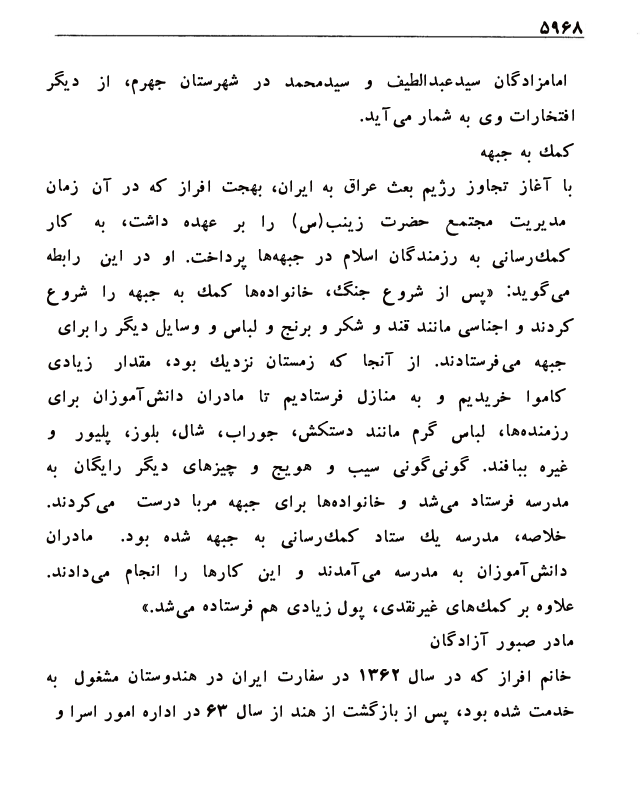 ۵۹۶۸
امامزادگان سیدعبدالطیف و سیدمحمد در شهرستان جهرم، از دیگر
افتخارات وی به شمار می‌آید.
کمك به جبهه
با آغاز تجاوز رژیم بعث عراق به ایران، بهجت افراز که در آن زمان
مدیریت مجتمع حضرت زینب(س) را بر عهده داشت، به کار
کمك‌رسانی به رزمندگان اسلام در جبهه‌ها پرداخت. او در این رابطه
می‌گوید: «پس از شروع جنگ، خانواده‌ها کمك به جبهه را شروع
کردند و اجناسی مانند قند و شکر و برنج و لباس و وسایل دیگر را برای
جبهه می‌فرستادند. از آنجا که زمستان نزدیك بود، مقدار زیادی
کاموا خریدیم و به منازل فرستادیم تا مادران دانش‌آموزان برای
رزمنده‌ها، لباس گرم مانند دستکش، جوراب، شال، بلوز، پلیور و
غیره ببافند. گونی‌گونی سیب و هویج و چیزهای دیگر رایگان به
مدرسه فرستاد می‌شد و خانواده‌ها برای جبهه مربا درست می‌کردند.
خلاصه، مدرسه یك ستاد کمك‌رسانی به جبهه شده بود. مادران
دانش‌آموزان به مدرسه می‌آمدند و این کارها را انجام می‌دادند.
علاوه بر کمك‌های غیرنقدی، پول زیادی هم فرستاده می‌شد.»
مادر صبور آزادگان
خانم افراز که در سال ۱۳۶۲ در سفارت ایران در هندوستان مشغول به
خدمت شده بود، پس از بازگشت از هند از سال ۶۳ در اداره امور اسرا و